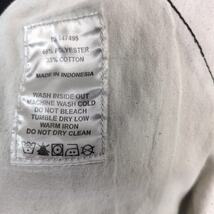 65% POLYESTER
35% COTTON
MADE IN INDONESIA
WASH INSIDE OUT
MACHINE WASH COLD
DO NOT BLEACH
TUMBLE DRY LOW
WARM IRON
DO NOT DRY CLEAN